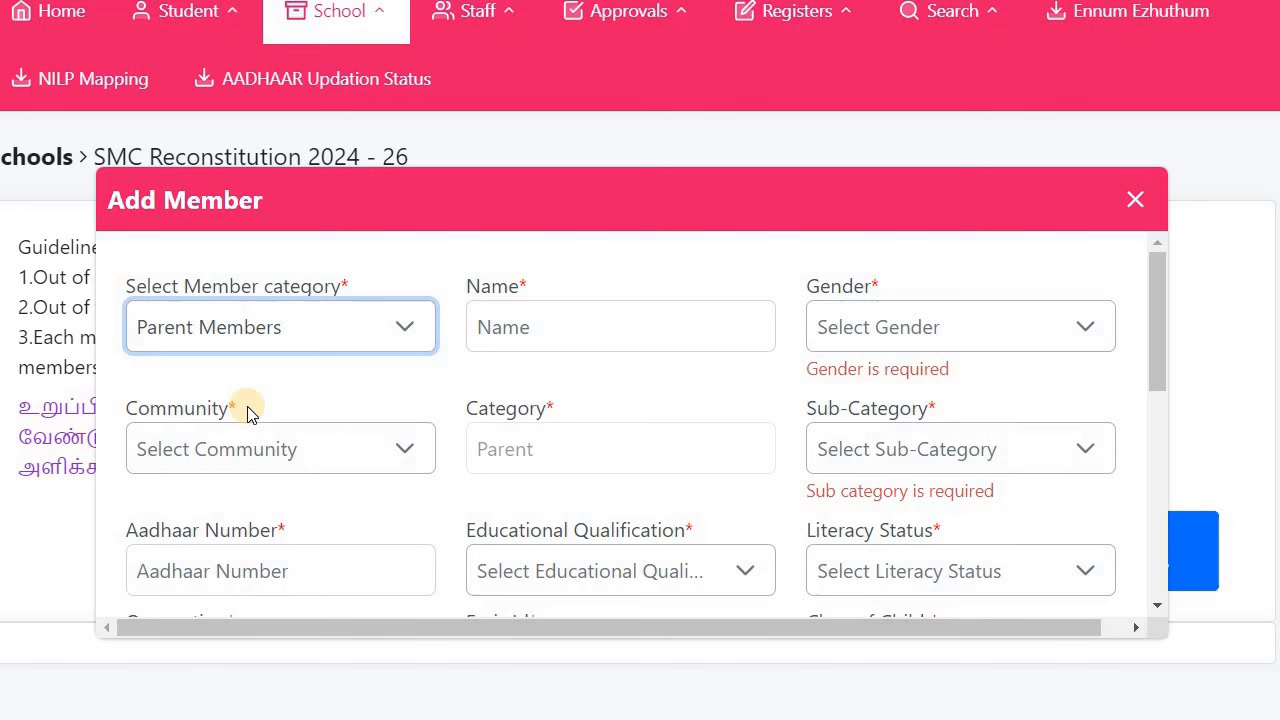 Home Student School Staff Approvals Registers Search Ennum Ezhuthum
NILP Mapping AADHAAR Updation Status
chools > SMC Reconstitution 2024 - 26
Add Member
Guideline
1.Out of
2.Out of
3.Each m
members
Select Member category* Name* Gender*
Parent Members Name Select Gender
Gender is required
Community* Category* Sub-Category*
Select Community Parent Select Sub-Category
Sub category is required
Aadhaar Number* Educational Qualification* Literacy Status*
Aadhaar Number Select Educational Quali... Select Literacy Status